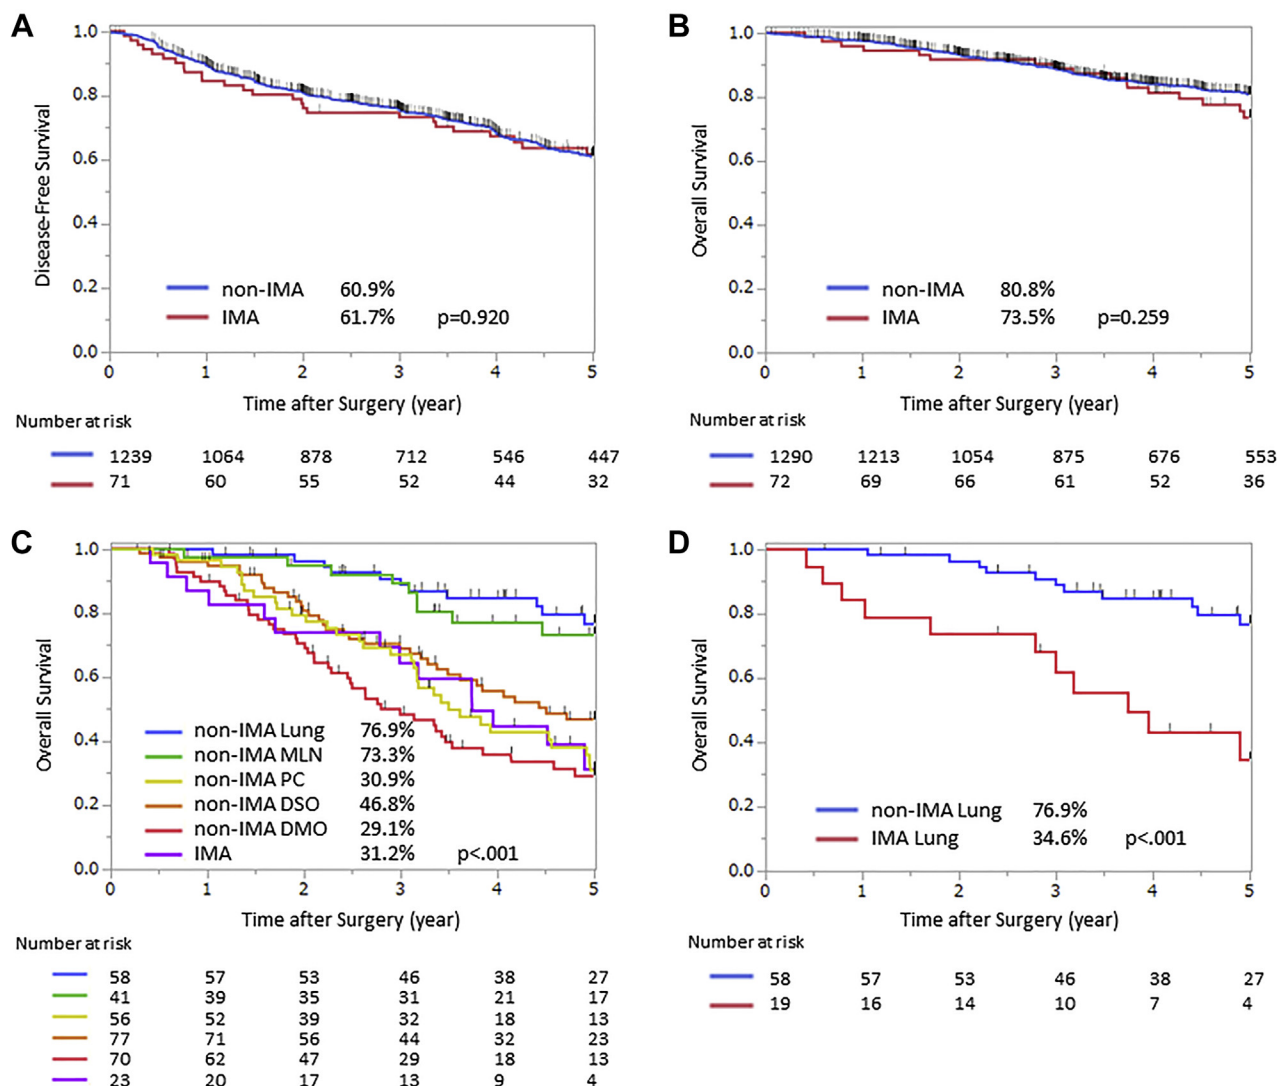 A
1.0
0.8
0.6
0.4
0.2
0.0
Disease-Free Survival
non-IMA 60.9%
IMA 61.7% p=0.920
0 1 2 3 4 5
Time after Surgery (year)
Number at risk
1239 1064 878 712 546 447
71 60 55 52 44 32
B
1.0
0.8
0.6
0.4
0.2
0.0
Overall Survival
non-IMA 80.8%
IMA 73.5% p=0.259
0 1 2 3 4 5
Time after Surgery (year)
Number at risk
1290 1213 1054 875 676 553
72 69 66 61 52 36
C
1.0
0.8
0.6
0.4
0.2
0.0
Overall Survival
non-IMA Lung 76.9%
non-IMA MLN 73.3%
non-IMA PC 30.9%
non-IMA DSO 46.8%
non-IMA DMO 29.1%
IMA 31.2% p<.001
0 1 2 3 4 5
Time after Surgery (year)
Number at risk
58 57 53 46 38 27
41 39 35 31 21 17
56 52 39 32 18 13
77 71 56 44 32 23
70 62 47 29 18 13
23 20 17 13 9 4
D
1.0
0.8
0.6
0.4
0.2
0.0
Overall Survival
non-IMA Lung 76.9%
IMA Lung 34.6% p<.001
0 1 2 3 4 5
Time after Surgery (year)
Number at risk
58 57 53 46 38 27
19 16 14 10 7 4